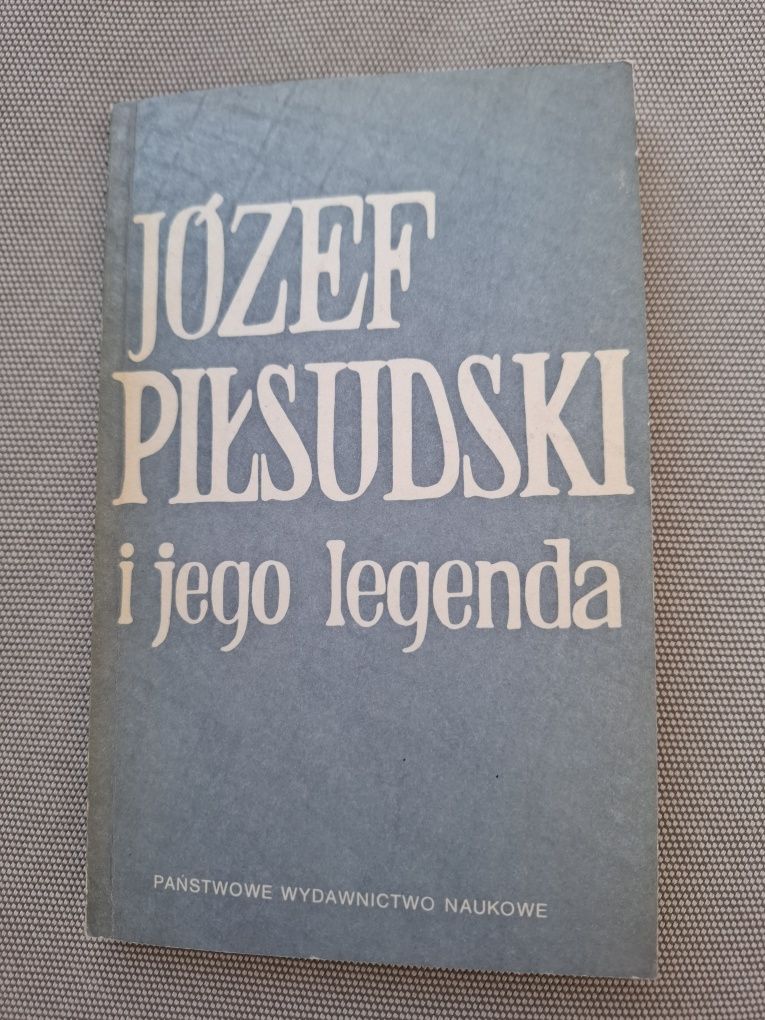 JÓZEF
PIŁSUDSKI
i jego legenda
PAŃSTWOWE WYDAWNICTWO NAUKOWE